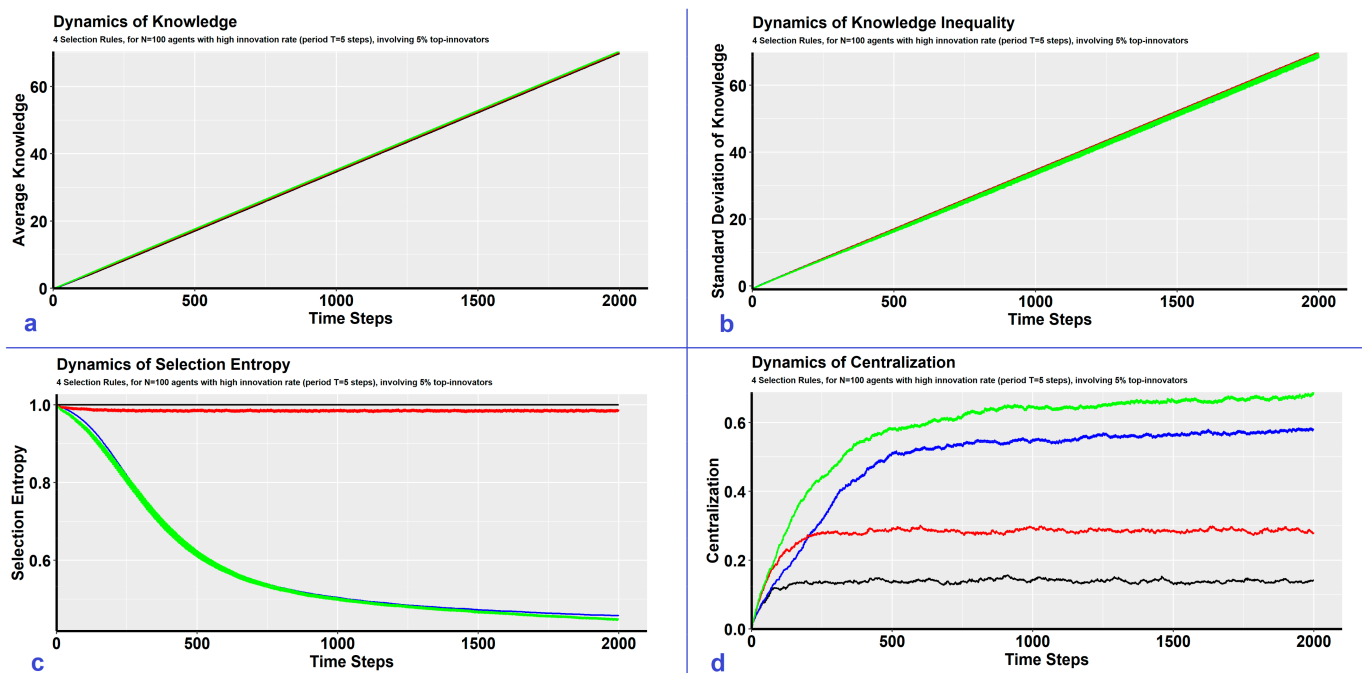 Dynamics of Knowledge
4 Selection Rules, for N=100 agents with high innovation rate (period T=5 steps), involving 5% top-innovators
Average Knowledge
60
40
20
0
0 500 1000 1500 2000
Time Steps
a
Dynamics of Knowledge Inequality
4 Selection Rules, for N=100 agents with high innovation rate (period T=5 steps), involving 5% top-innovators
Standard Deviation of Knowledge
60
40
20
0
0 500 1000 1500 2000
Time Steps
b
Dynamics of Selection Entropy
4 Selection Rules, for N=100 agents with high innovation rate (period T=5 steps), involving 5% top-innovators
Selection Entropy
1.0
0.8
0.6
0 500 1000 1500 2000
Time Steps
c
Dynamics of Centralization
4 Selection Rules, for N=100 agents with high innovation rate (period T=5 steps), involving 5% top-innovators
Centralization
0.6
0.4
0.2
0.0
0 500 1000 1500 2000
Time Steps
d